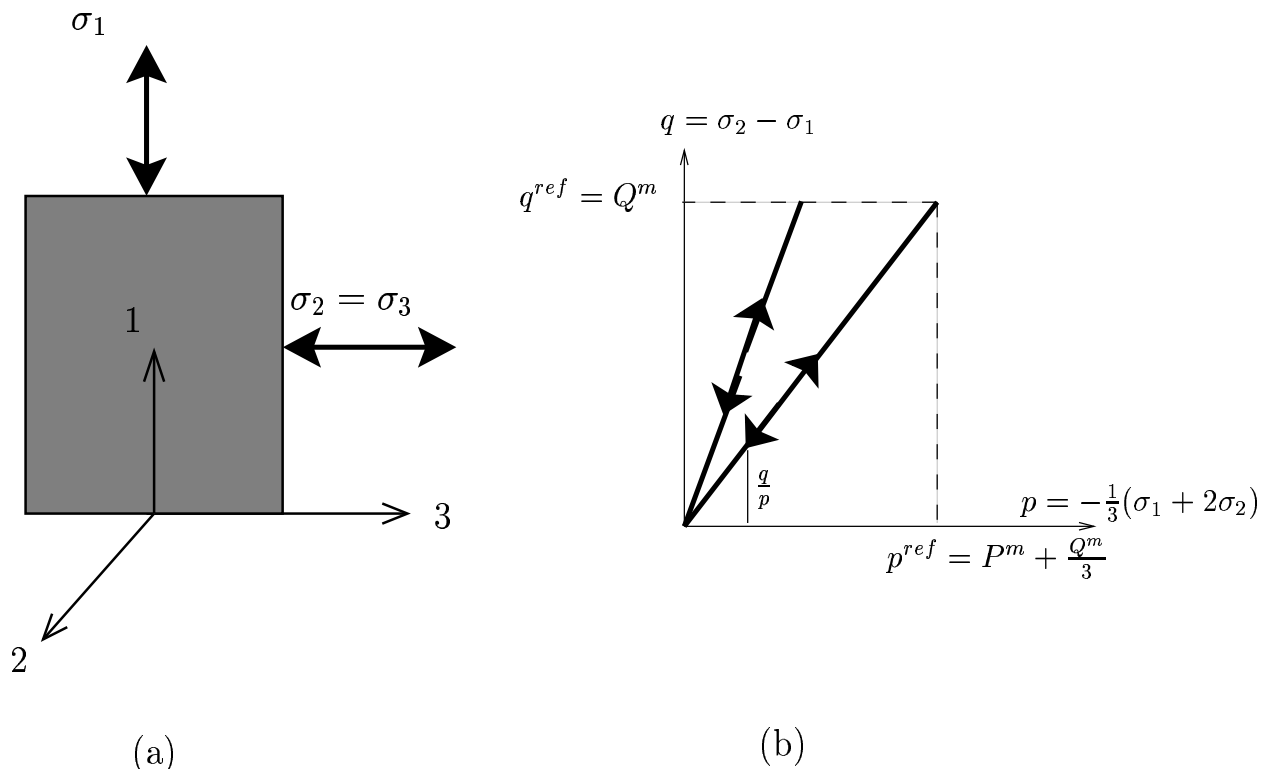 σ₁
1
σ₂ = σ₃
3
2
(a)
q = σ₂ − σ₁
q^{ref} = Q^m
q/p
p = −1/3(σ₁ + 2σ₂)
p^{ref} = P^m + Q^m/3
(b)